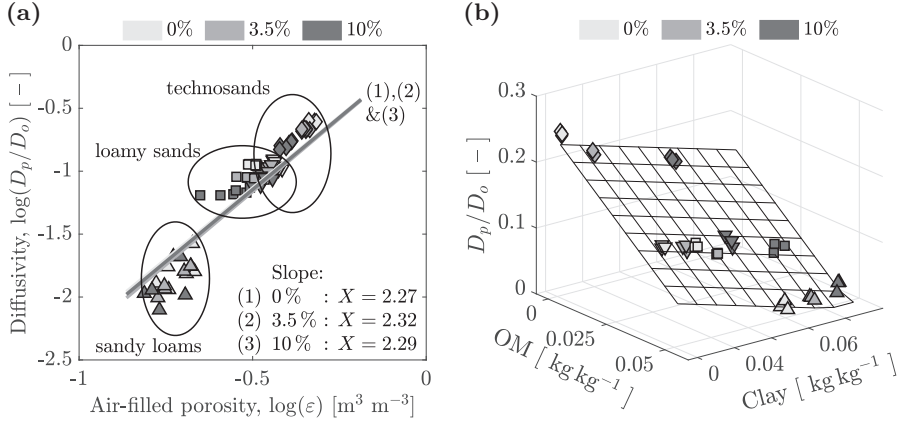 (a)
0% 3.5% 10%
0
-0.5
-1
-1.5
-2
-2.5
Diffusivity, log(D_p/D_o) [ – ]
technosands
(1),(2)
&(3)
loamy sands
Slope:
(1) 0 % : X = 2.27
(2) 3.5 % : X = 2.32
(3) 10 % : X = 2.29
sandy loams
-1 -0.5 0
Air-filled porosity, log(ε) [m³ m⁻³]
(b)
0% 3.5% 10%
0.3
0.2
0.1
0
D_p/D_o [ – ]
0
0.025
0.05
OM [ kg kg⁻¹ ]
0 0.04 0.06
Clay [ kg kg⁻¹ ]